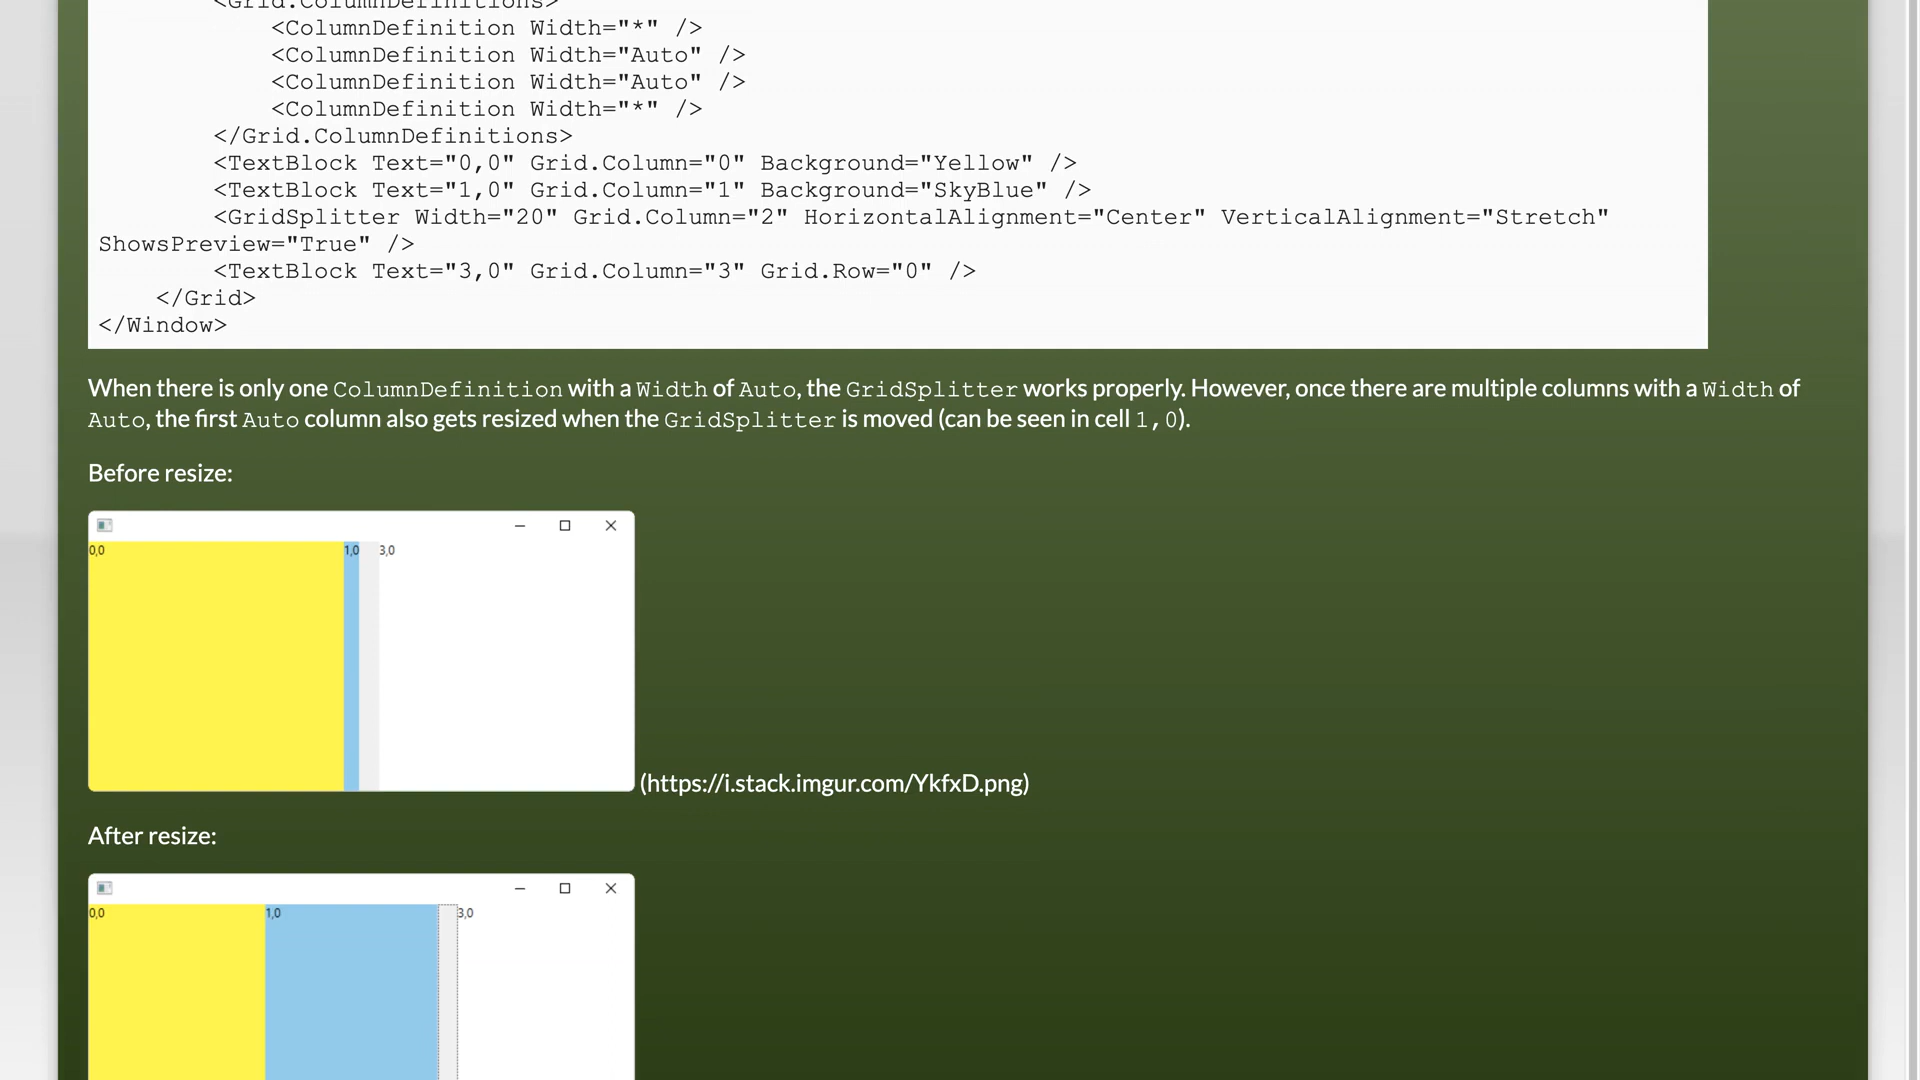 <Grid.ColumnDefinitions>
<ColumnDefinition Width="*" />
<ColumnDefinition Width="Auto" />
<ColumnDefinition Width="Auto" />
<ColumnDefinition Width="*" />
</Grid.ColumnDefinitions>
<TextBlock Text="0,0" Grid.Column="0" Background="Yellow" />
<TextBlock Text="1,0" Grid.Column="1" Background="SkyBlue" />
<GridSplitter Width="20" Grid.Column="2" HorizontalAlignment="Center" VerticalAlignment="Stretch"
ShowsPreview="True" />
<TextBlock Text="3,0" Grid.Column="3" Grid.Row="0" />
</Grid>
</Window>
When there is only one ColumnDefinition with a Width of Auto, the GridSplitter works properly. However, once there are multiple columns with a Width of
Auto, the first Auto column also gets resized when the GridSplitter is moved (can be seen in cell 1,0).
Before resize:
0,0 1,0 3,0
(https://i.stack.imgur.com/YkfxD.png)
After resize:
0,0 1,0 3,0